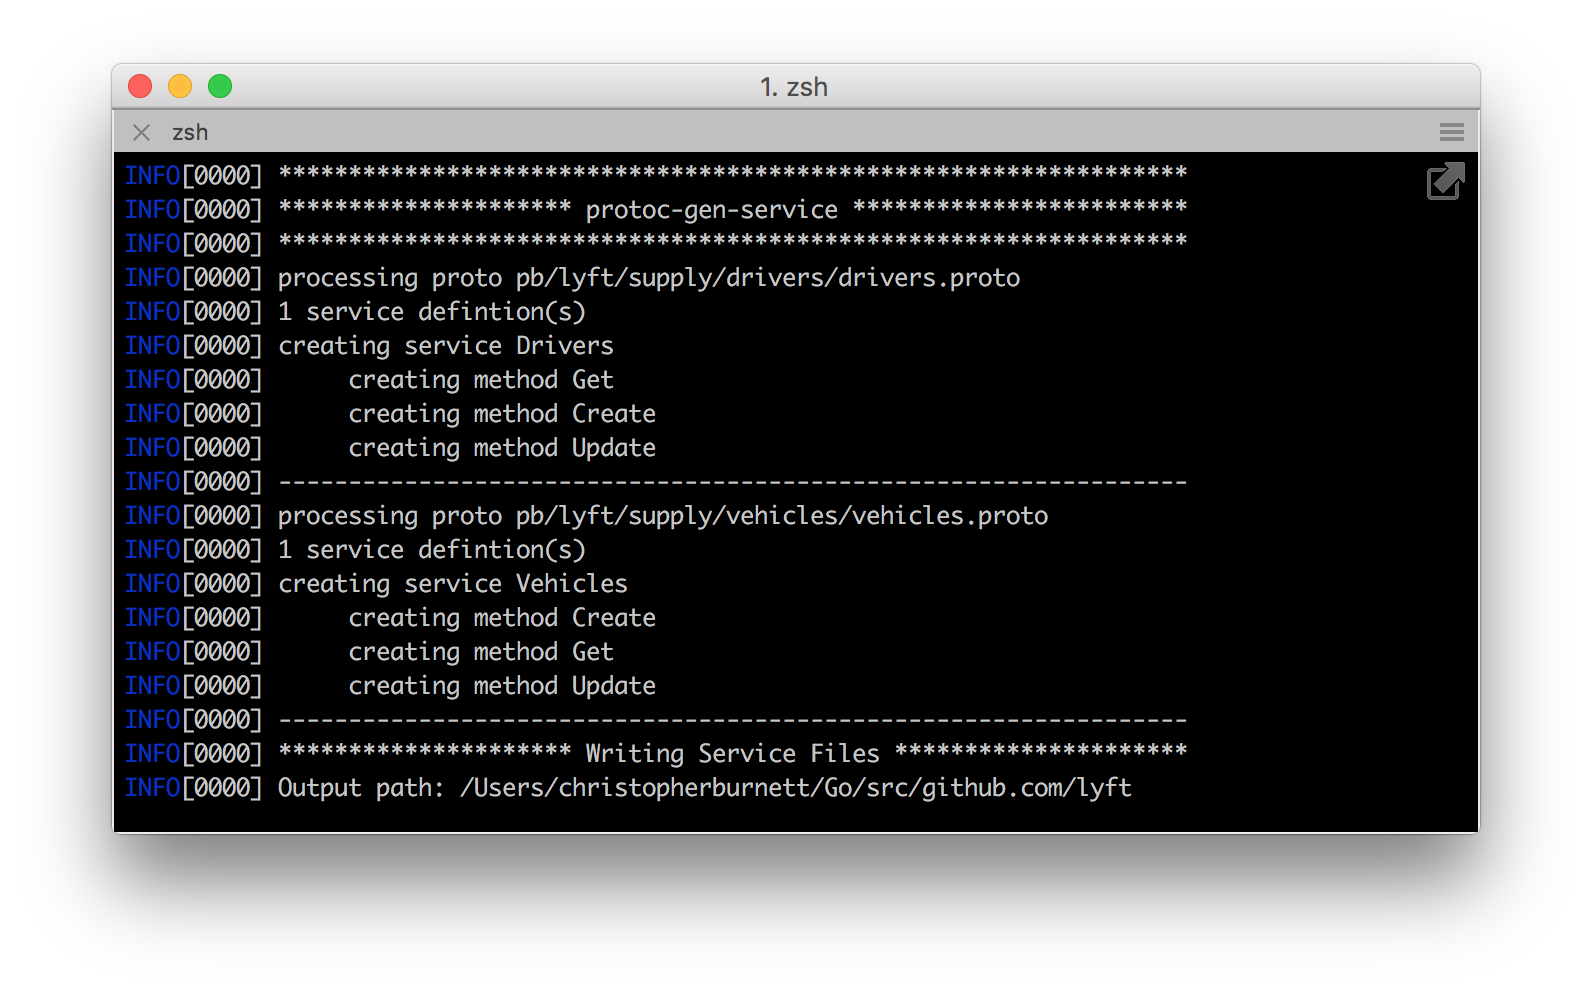 1. zsh
zsh
INFO[0000] *****************************************************************
INFO[0000] ********************* protoc-gen-service ************************
INFO[0000] *****************************************************************
INFO[0000] processing proto pb/lyft/supply/drivers/drivers.proto
INFO[0000] 1 service defintion(s)
INFO[0000] creating service Drivers
INFO[0000]      creating method Get
INFO[0000]      creating method Create
INFO[0000]      creating method Update
INFO[0000] -----------------------------------------------------------------
INFO[0000] processing proto pb/lyft/supply/vehicles/vehicles.proto
INFO[0000] 1 service defintion(s)
INFO[0000] creating service Vehicles
INFO[0000]      creating method Create
INFO[0000]      creating method Get
INFO[0000]      creating method Update
INFO[0000] -----------------------------------------------------------------
INFO[0000] ********************* Writing Service Files *********************
INFO[0000] Output path: /Users/christopherburnett/Go/src/github.com/lyft